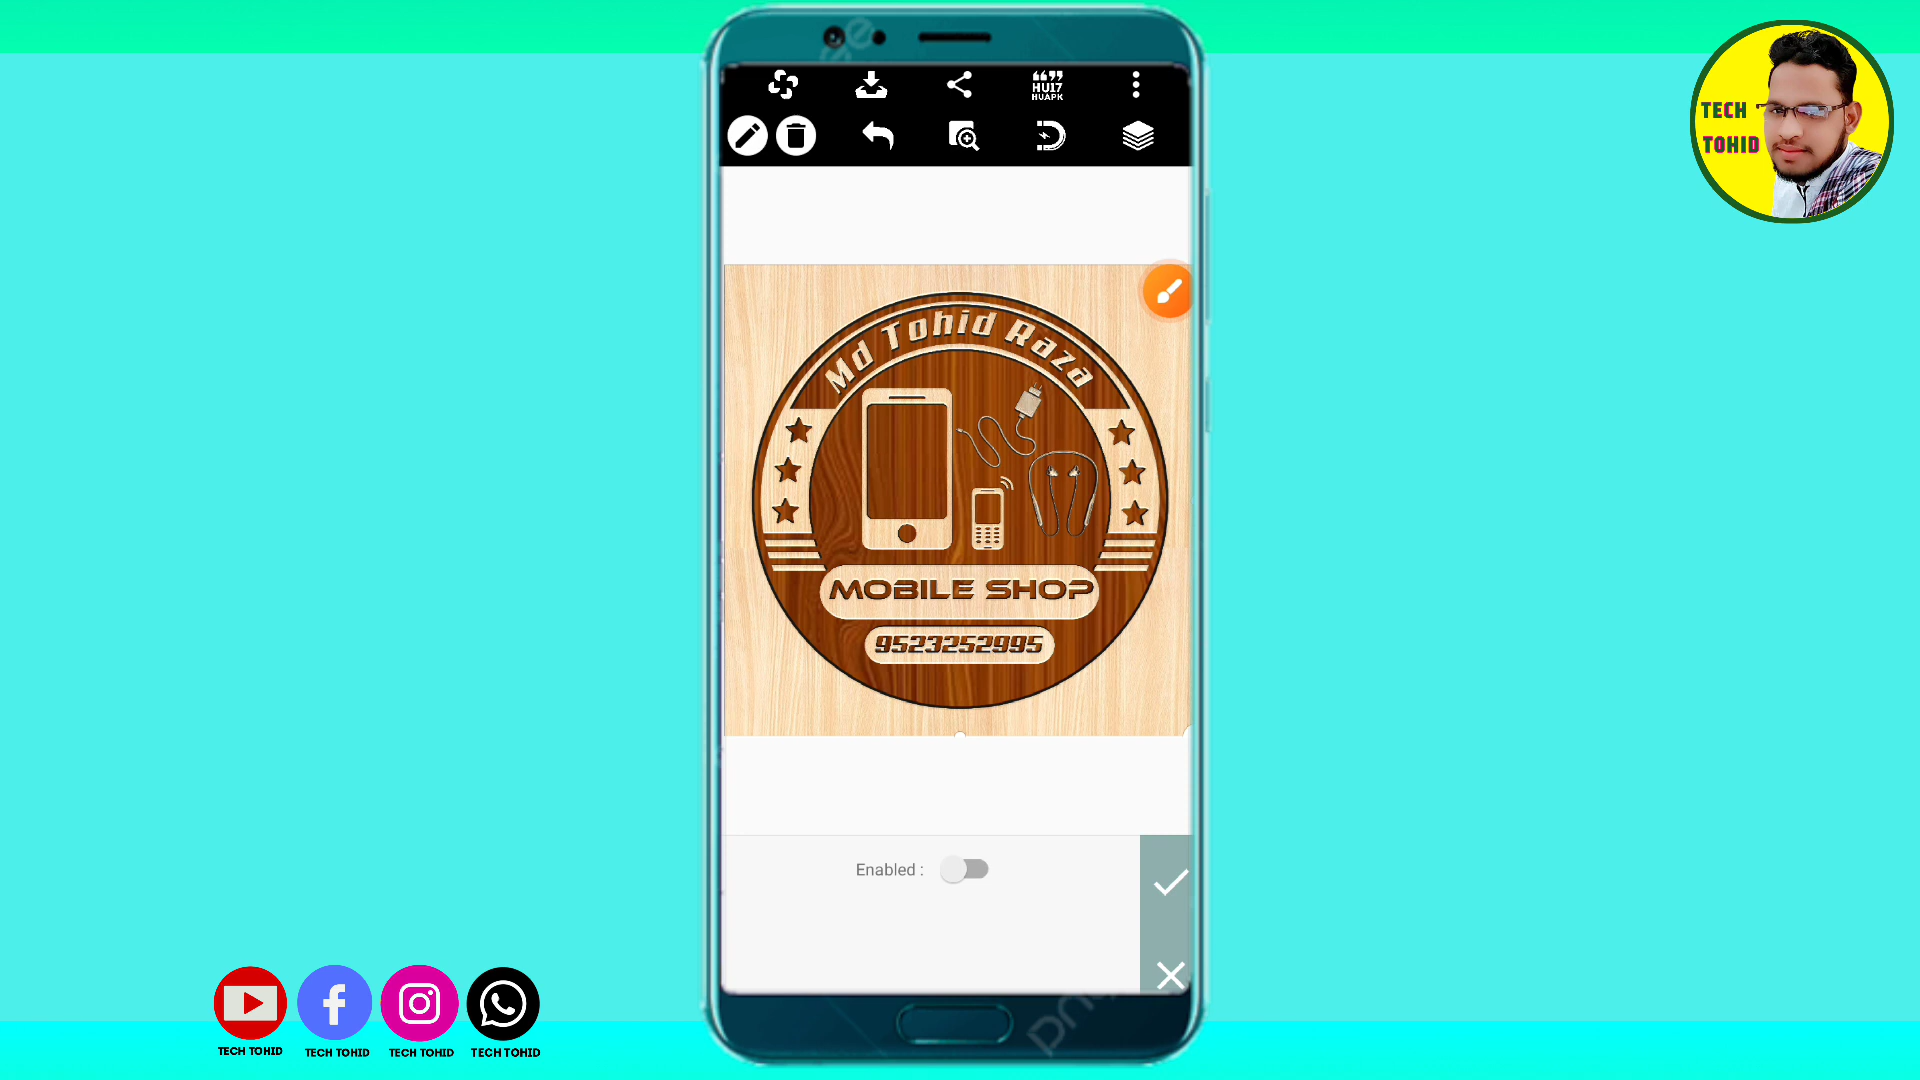 TECH
TOHID
HU17
HUAPK
Md Tohid Raza
MOBILE SHOP
9523252995
Enabled :
TECH TOHID
TECH TOHID
TECH TOHID
TECH TOHID